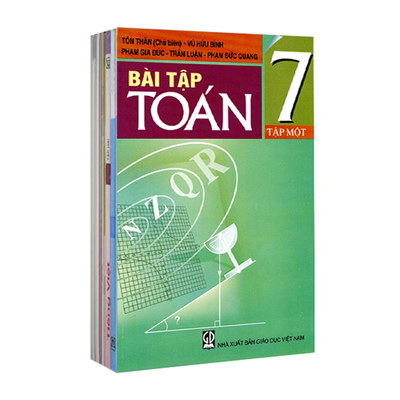 TÔN THÂN (Chủ biên) - VŨ HỮU BÌNH
PHẠM GIA ĐỨC - TRẦN LUẬN - PHẠM ĐỨC QUANG
BÀI TẬP
TOÁN 7
TẬP MỘT
N Z Q R
NHÀ XUẤT BẢN GIÁO DỤC VIỆT NAM